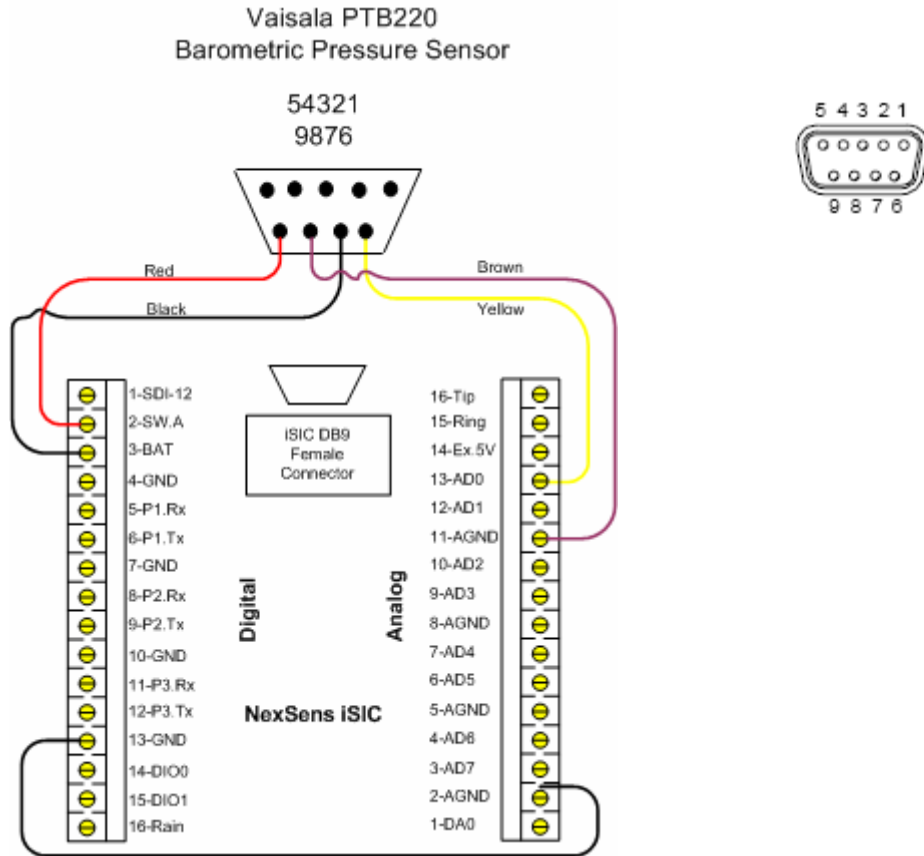 Vaisala PTB220
Barometric Pressure Sensor
54321
9876
5 4 3 2 1
9 8 7 6
Red
Brown
Black
Yellow
1-SDI-12
2-SW.A
3-BAT
4-GND
5-P1.Rx
6-P1.Tx
7-GND
8-P2.Rx
9-P2.Tx
10-GND
11-P3.Rx
12-P3.Tx
13-GND
14-DIO0
15-DIO1
16-Rain
iSIC DB9
Female
Connector
Digital
Analog
NexSens iSIC
16-Tip
15-Ring
14-Ex.5V
13-AD0
12-AD1
11-AGND
10-AD2
9-AD3
8-AGND
7-AD4
6-AD5
5-AGND
4-AD6
3-AD7
2-AGND
1-DA0